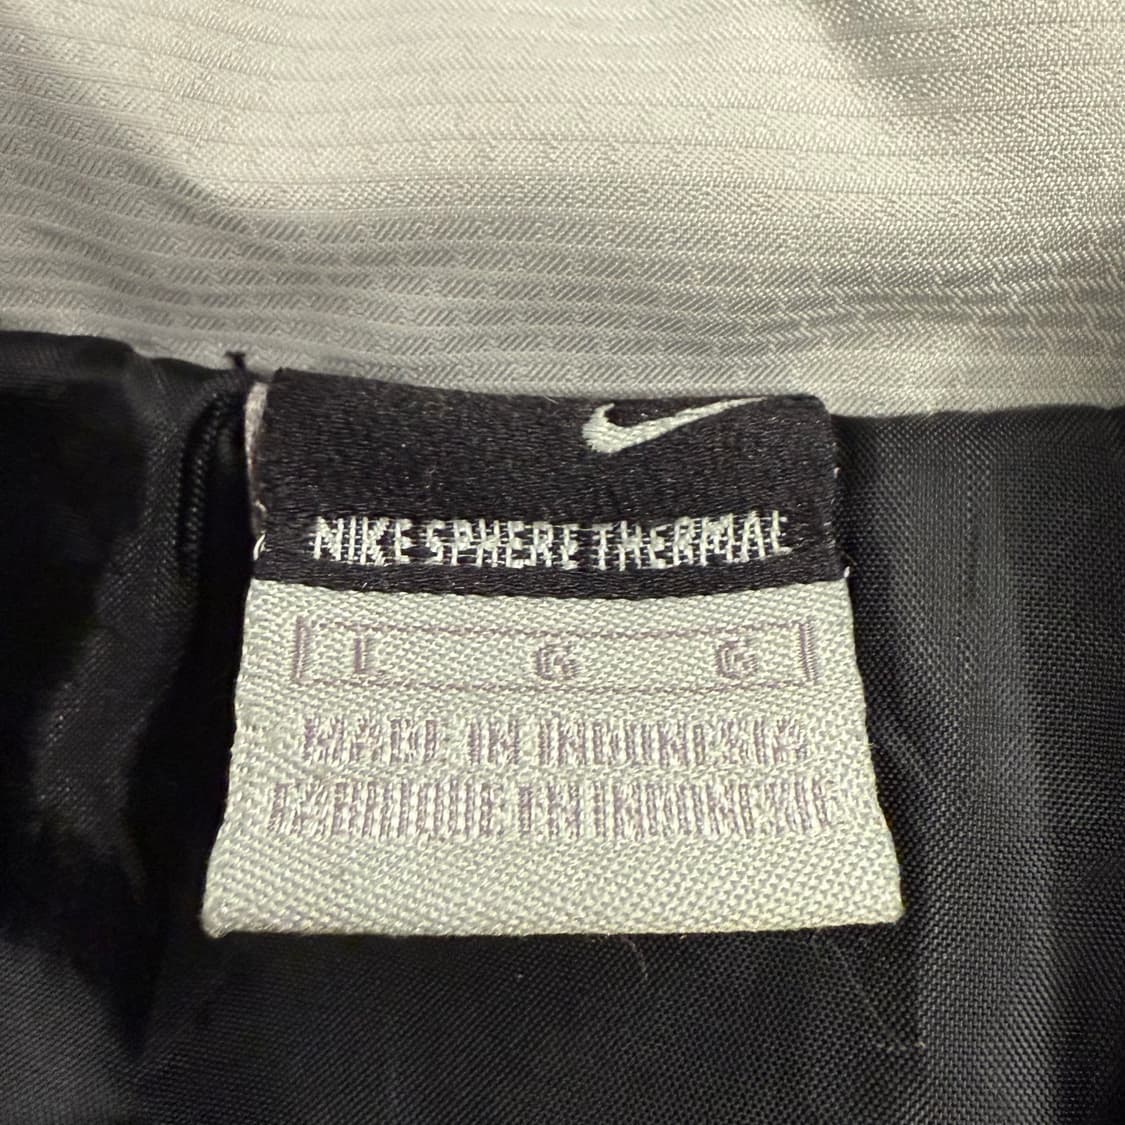 NIKE SPHERE THERMAL
L G G
MADE IN INDONESIA
FABRIQUE EN INDONESIE